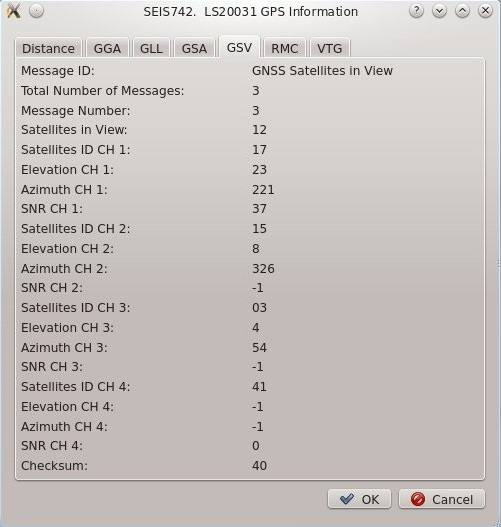 SEIS742. LS20031 GPS Information
Distance GGA GLL GSA GSV RMC VTG
Message ID: GNSS Satellites in View
Total Number of Messages: 3
Message Number: 3
Satellites in View: 12
Satellites ID CH 1: 17
Elevation CH 1: 23
Azimuth CH 1: 221
SNR CH 1: 37
Satellites ID CH 2: 15
Elevation CH 2: 8
Azimuth CH 2: 326
SNR CH 2: -1
Satellites ID CH 3: 03
Elevation CH 3: 4
Azimuth CH 3: 54
SNR CH 3: -1
Satellites ID CH 4: 41
Elevation CH 4: -1
Azimuth CH 4: -1
SNR CH 4: 0
Checksum: 40
OK Cancel